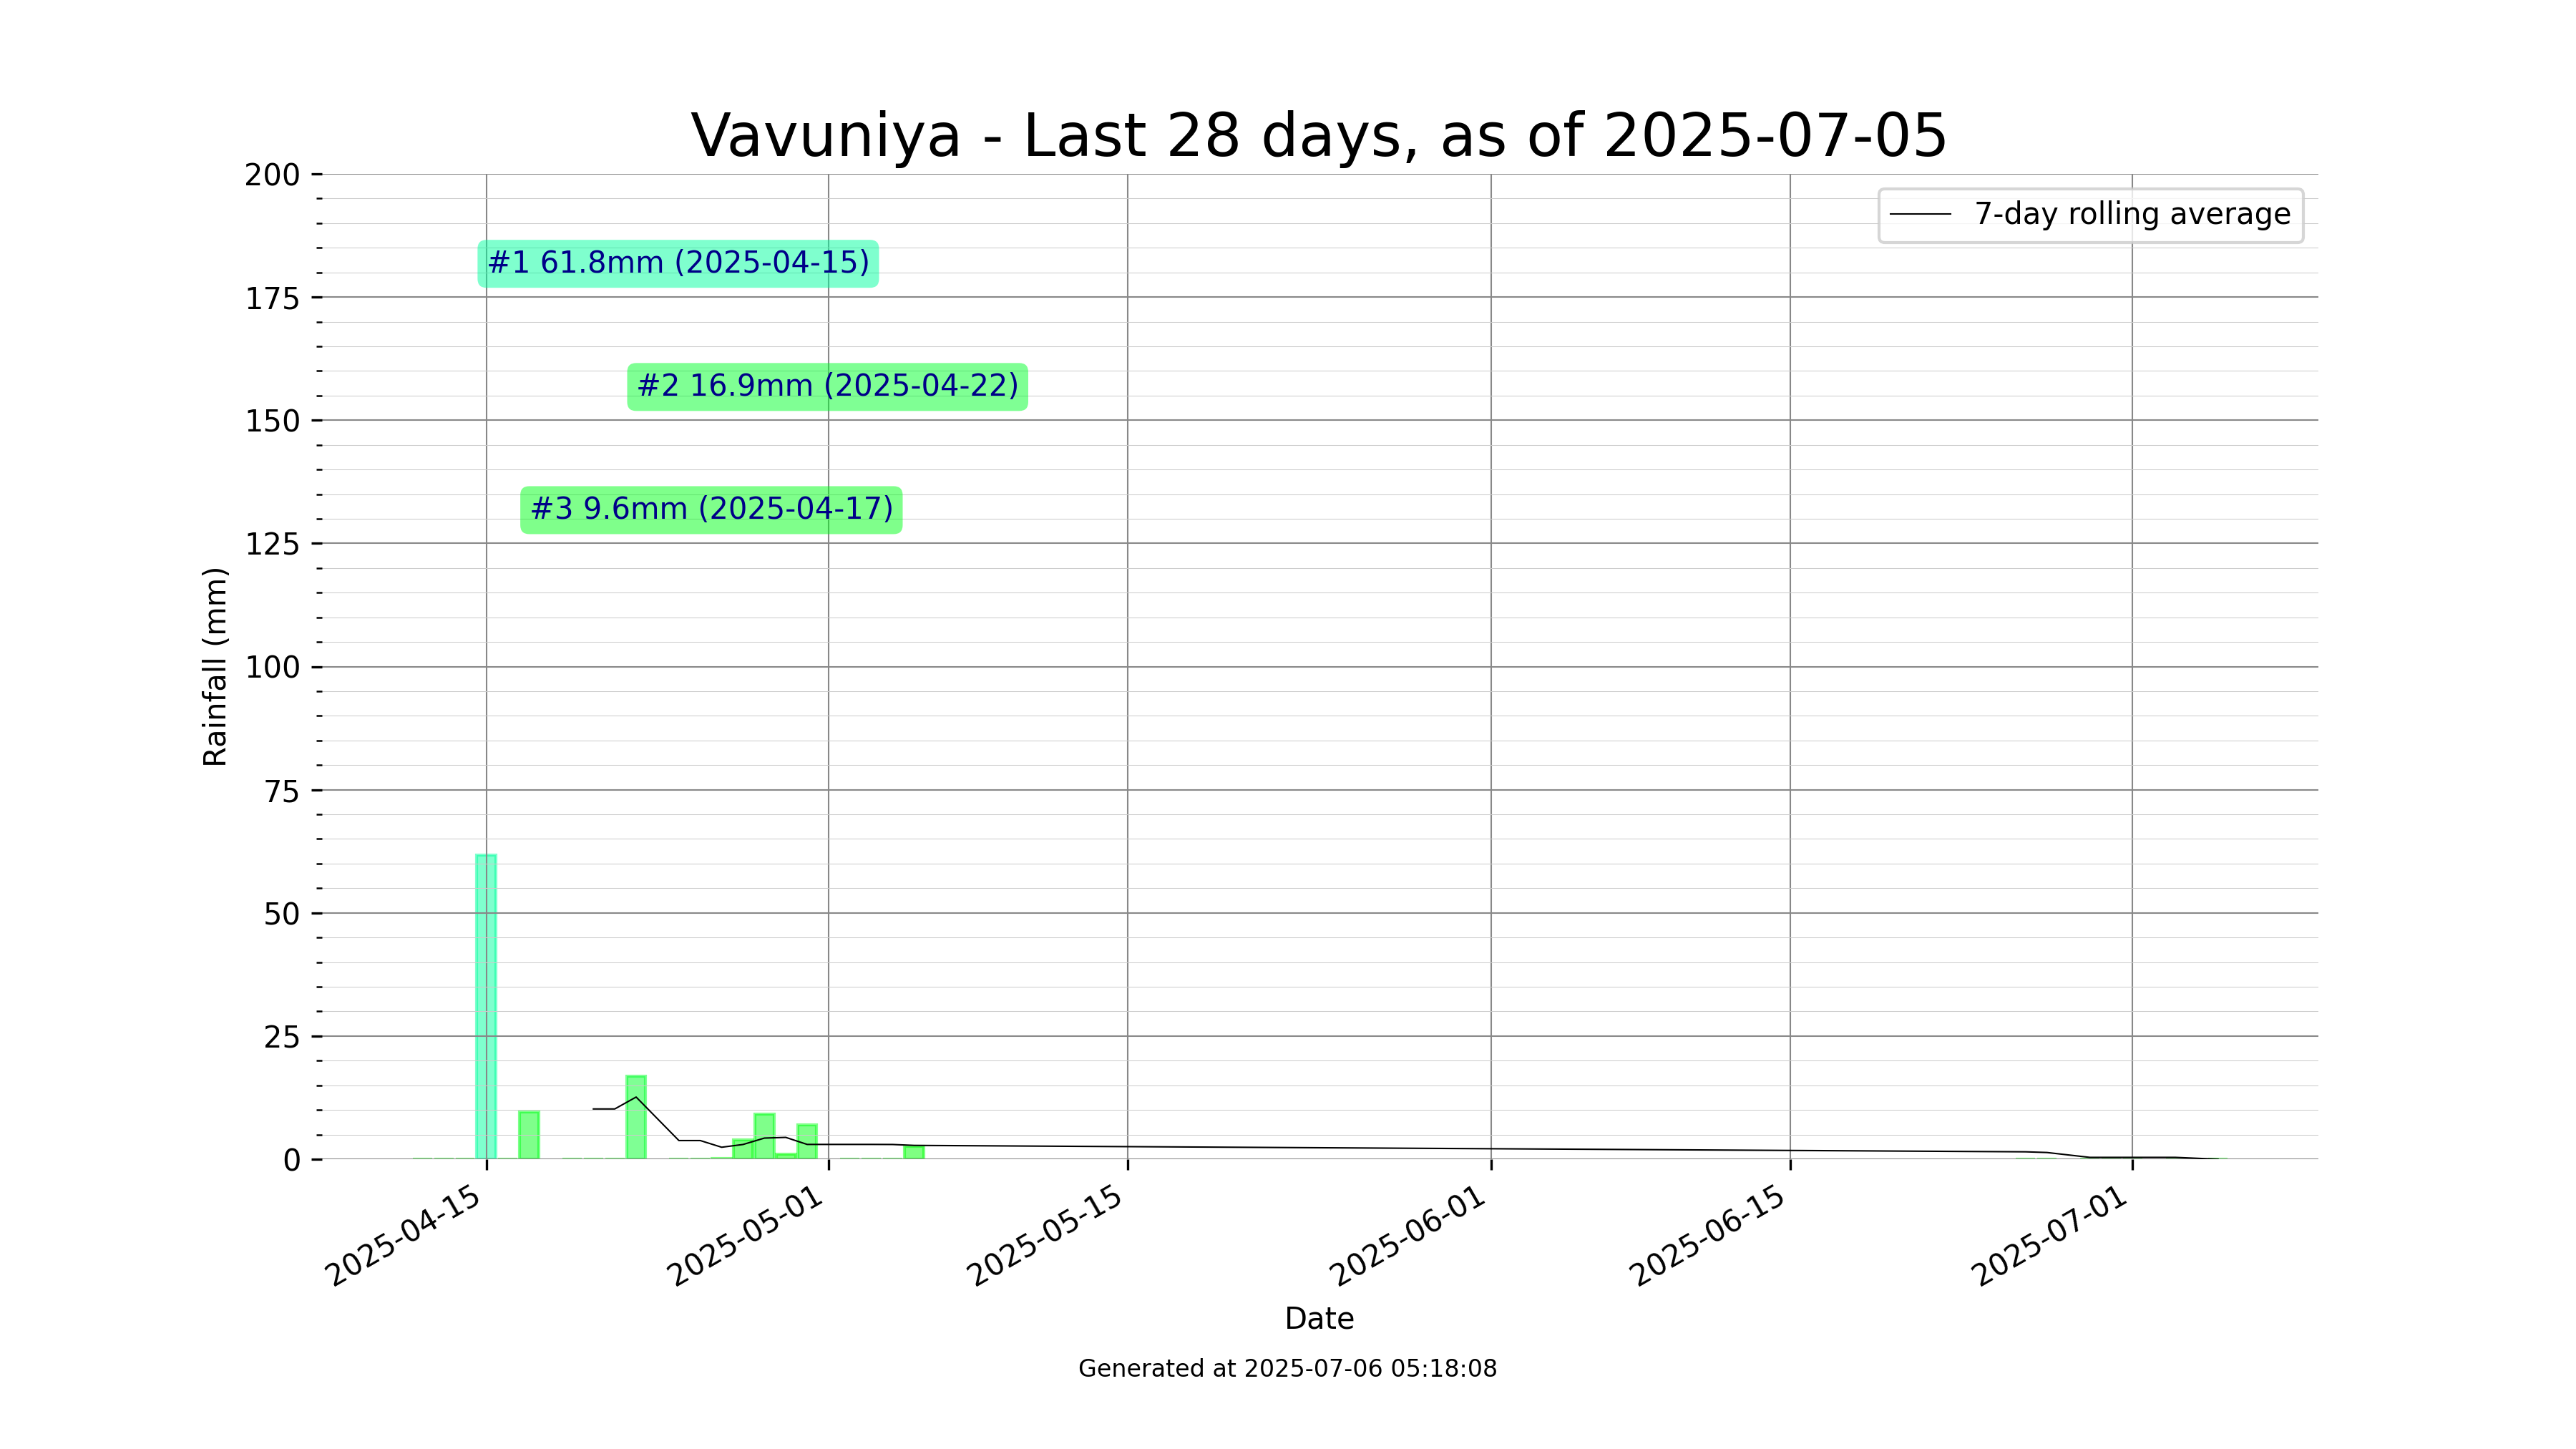 Vavuniya - Last 28 days, as of 2025-07-05
200
175
150
125
100
75
50
25
0
Rainfall (mm)
7-day rolling average
#1 61.8mm (2025-04-15)
#2 16.9mm (2025-04-22)
#3 9.6mm (2025-04-17)
2025-04-15
2025-05-01
2025-05-15
2025-06-01
2025-06-15
2025-07-01
Date
Generated at 2025-07-06 05:18:08